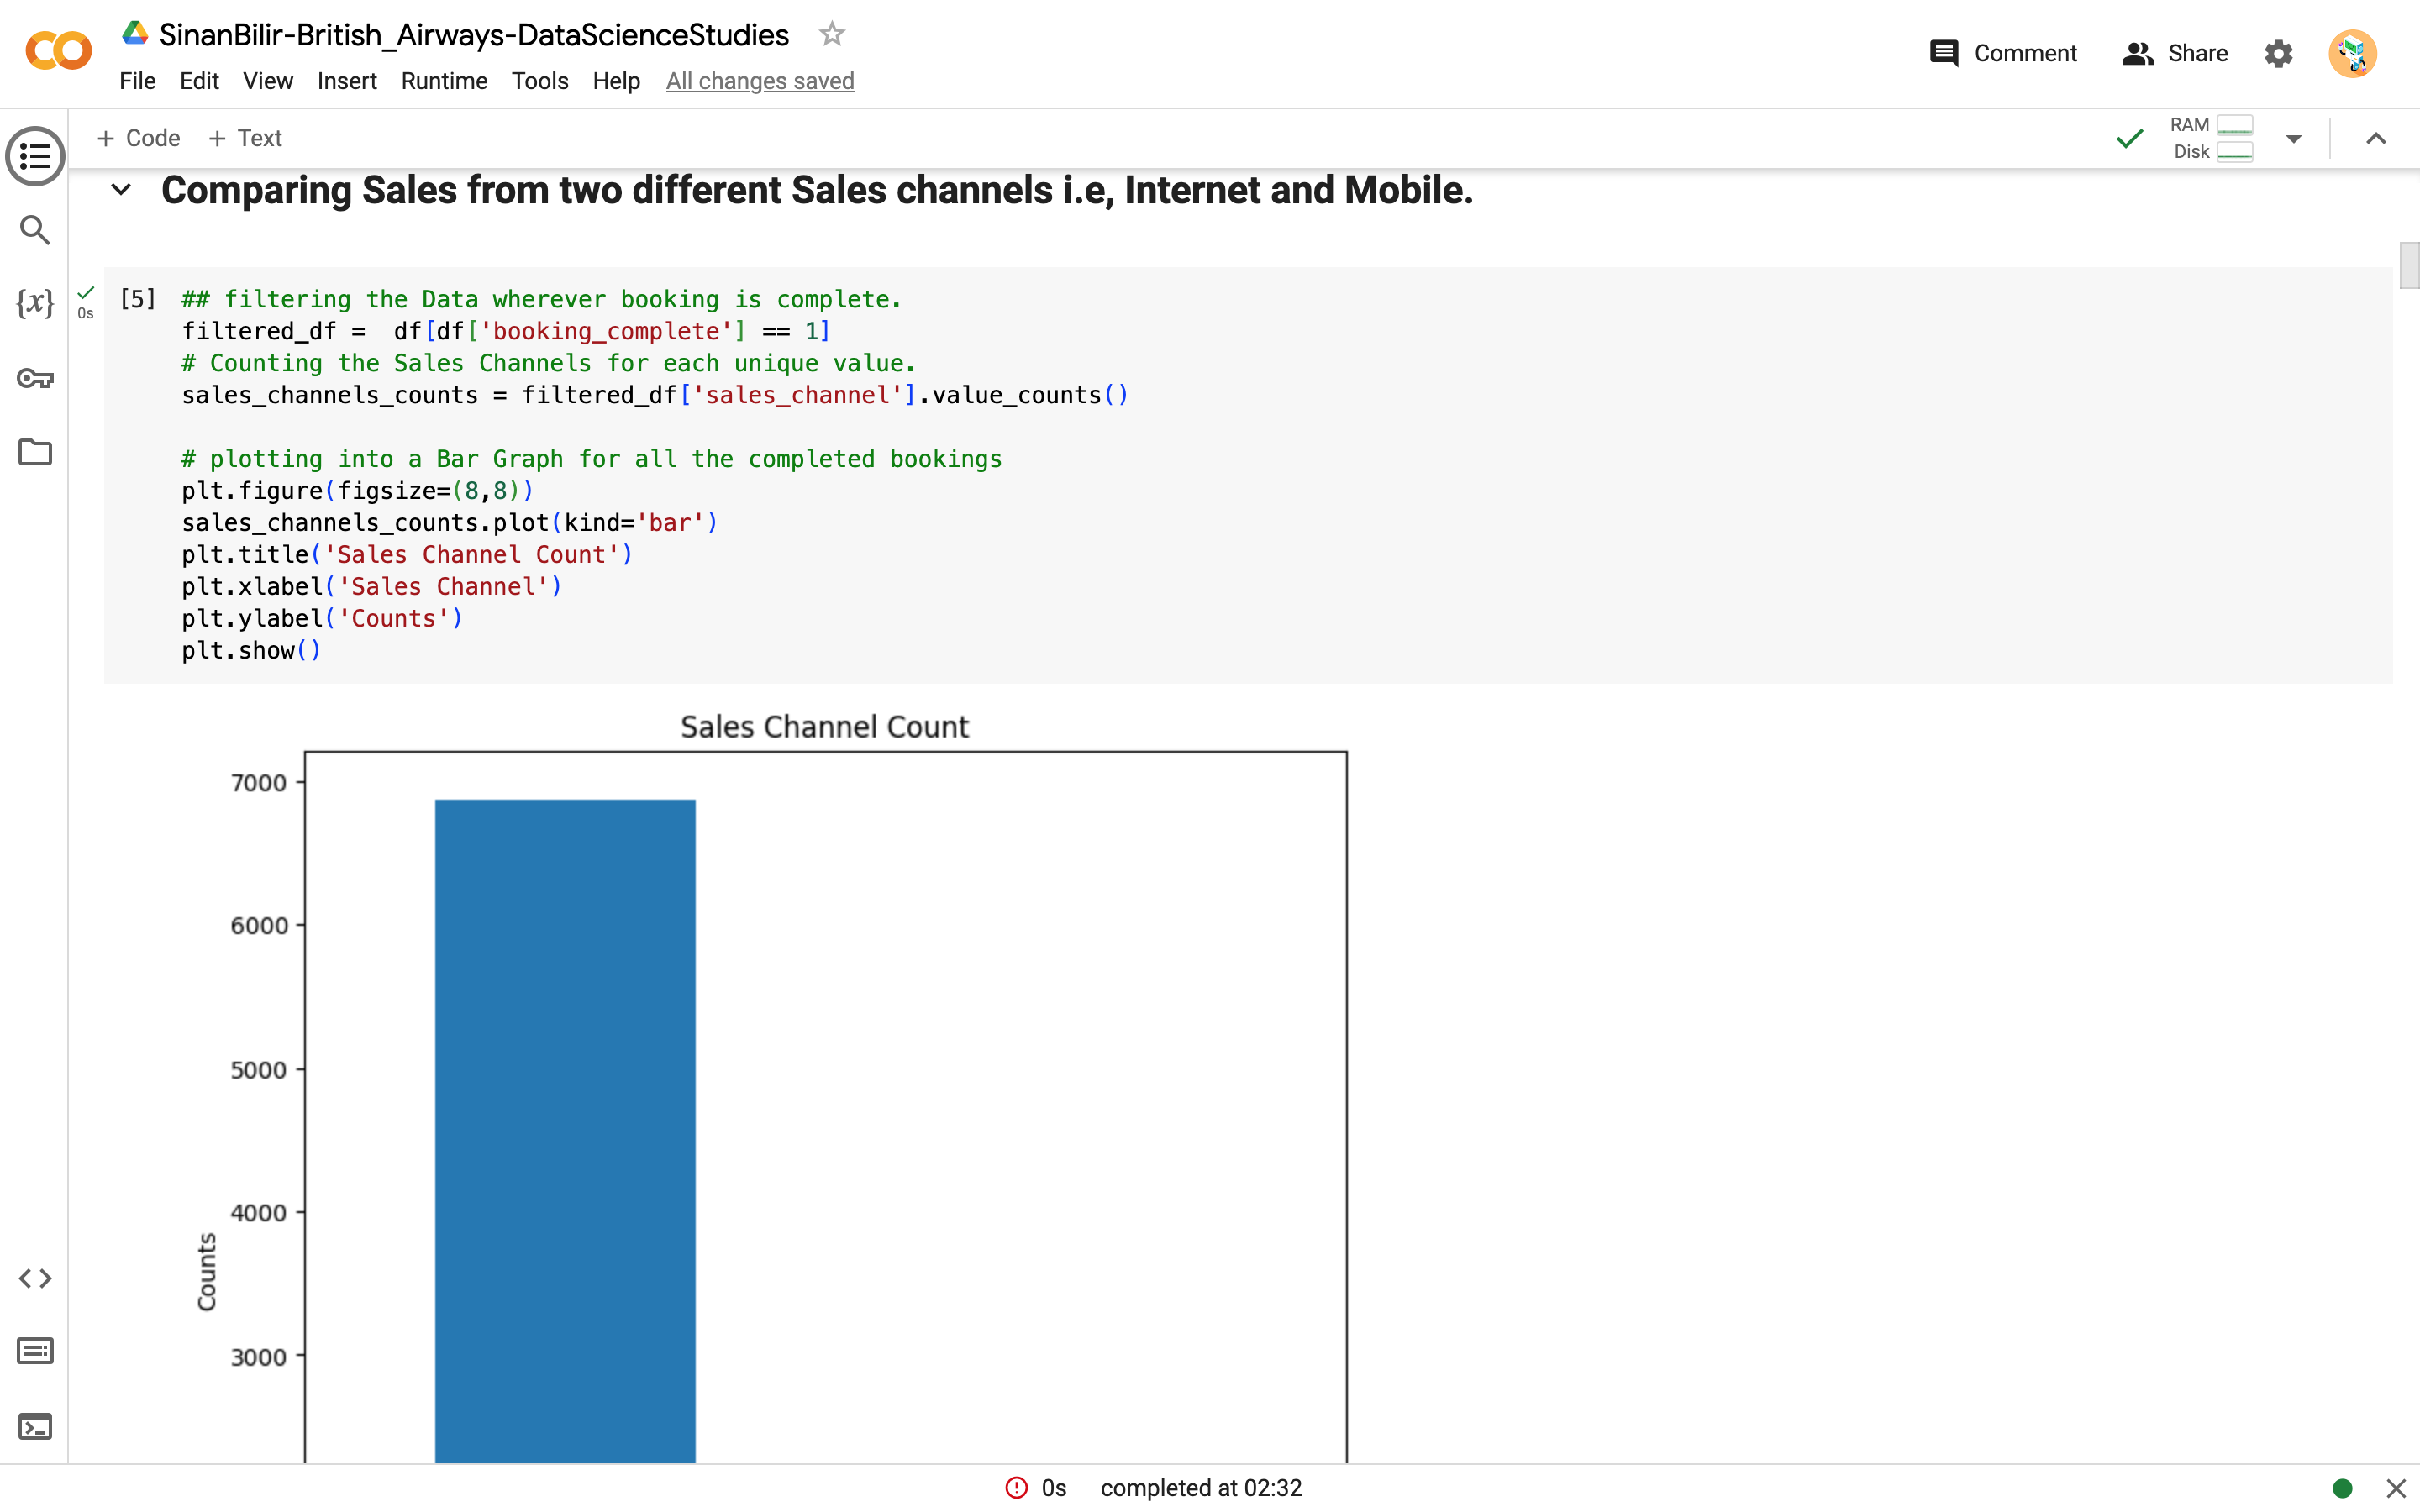 SinanBilir-British_Airways-DataScienceStudies
File Edit View Insert Runtime Tools Help All changes saved
Comment Share
+ Code + Text
RAM
Disk
Comparing Sales from two different Sales channels i.e, Internet and Mobile.
{x}
0s
[5] ## filtering the Data wherever booking is complete.
filtered_df =  df[df['booking_complete'] == 1]
# Counting the Sales Channels for each unique value.
sales_channels_counts = filtered_df['sales_channel'].value_counts()
# plotting into a Bar Graph for all the completed bookings
plt.figure(figsize=(8,8))
sales_channels_counts.plot(kind='bar')
plt.title('Sales Channel Count')
plt.xlabel('Sales Channel')
plt.ylabel('Counts')
plt.show()
Sales Channel Count
7000
6000
5000
4000
Counts
3000
0s completed at 02:32